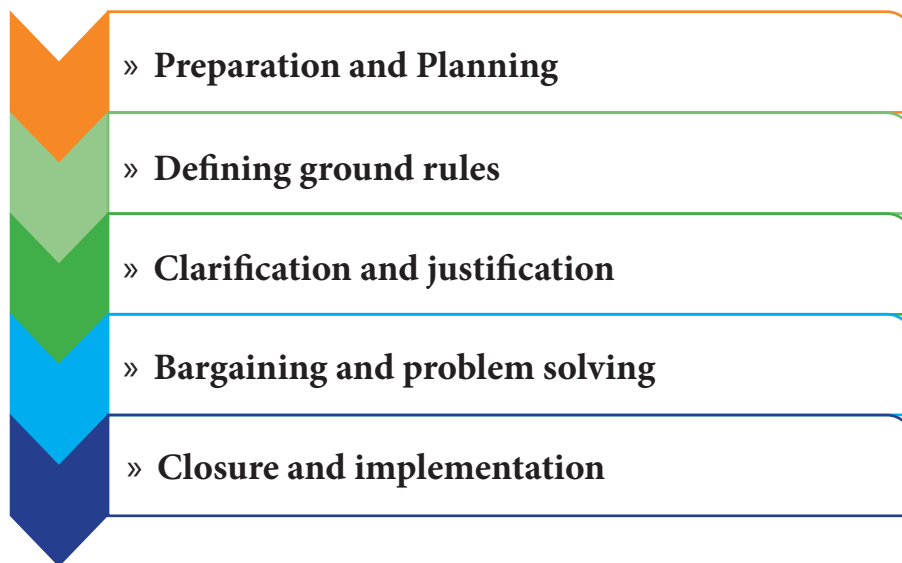 » Preparation and Planning
» Defining ground rules
» Clarification and justification
» Bargaining and problem solving
» Closure and implementation